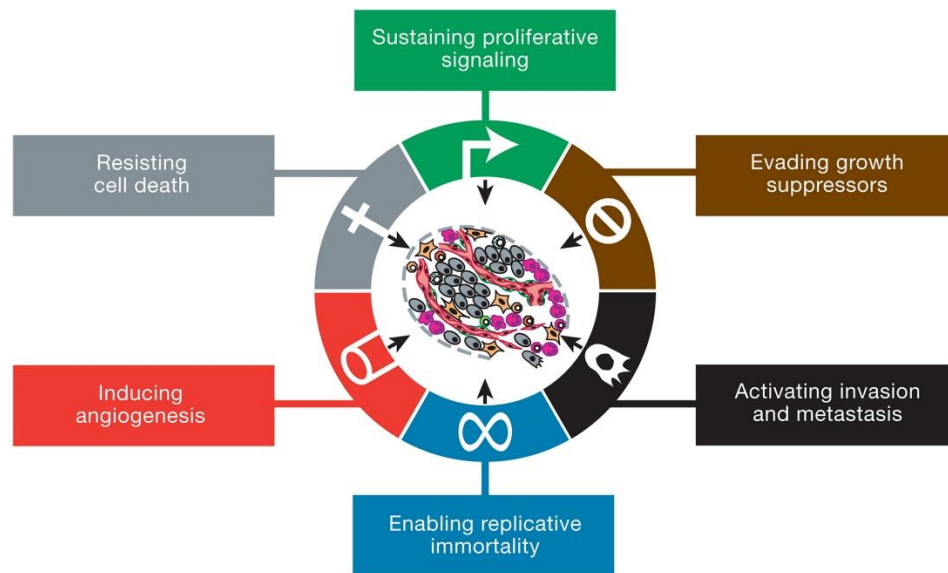 Sustaining proliferative
signaling
Resisting
cell death
Evading growth
suppressors
Inducing
angiogenesis
Activating invasion
and metastasis
Enabling replicative
immortality